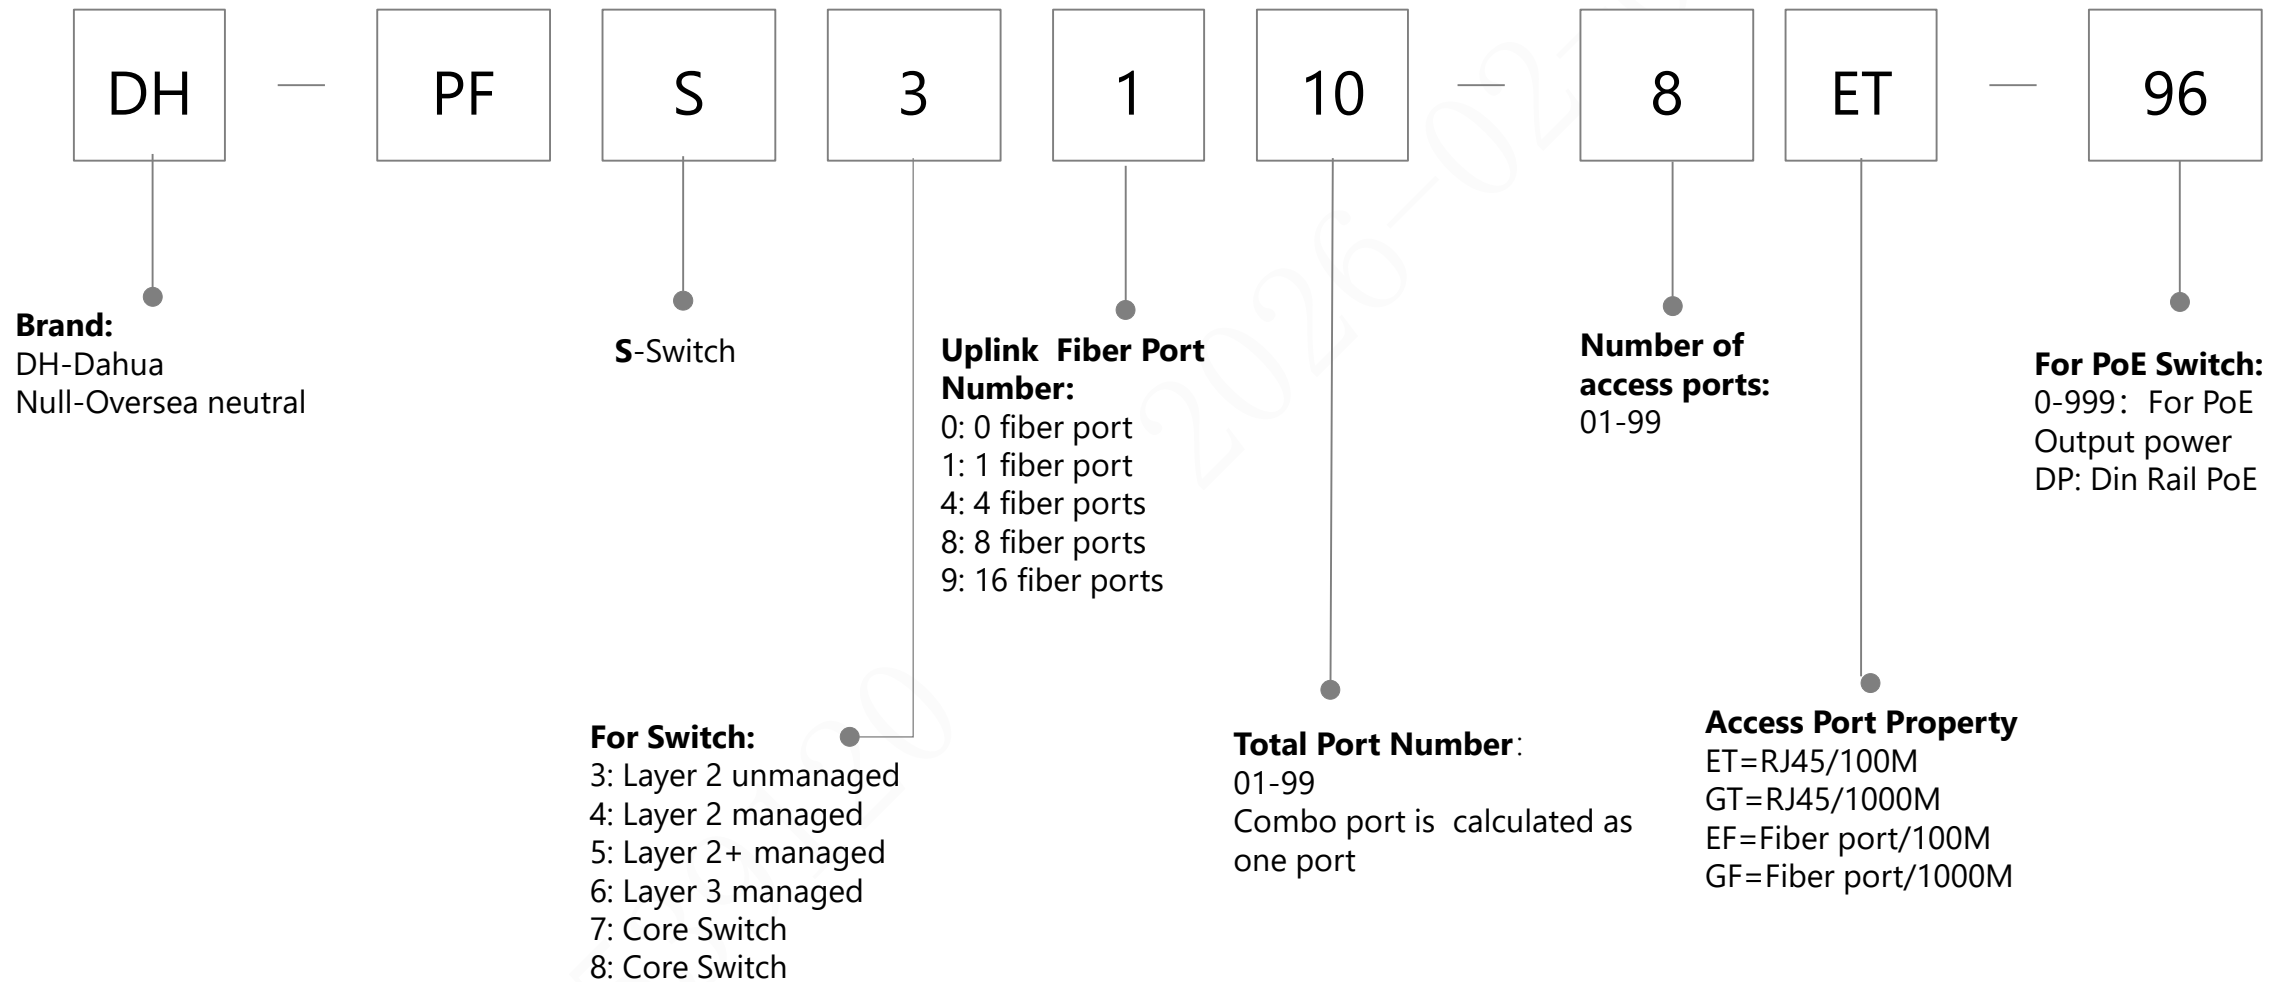 DH — PF S 3 1 10 — 8 ET — 96
Brand:
DH-Dahua
Null-Oversea neutral
S-Switch
Uplink Fiber Port
Number:
0: 0 fiber port
1: 1 fiber port
4: 4 fiber ports
8: 8 fiber ports
9: 16 fiber ports
Number of
access ports:
01-99
For PoE Switch:
0-999：For PoE
Output power
DP: Din Rail PoE
For Switch:
3: Layer 2 unmanaged
4: Layer 2 managed
5: Layer 2+ managed
6: Layer 3 managed
7: Core Switch
8: Core Switch
Total Port Number：
01-99
Combo port is calculated as
one port
Access Port Property
ET=RJ45/100M
GT=RJ45/1000M
EF=Fiber port/100M
GF=Fiber port/1000M